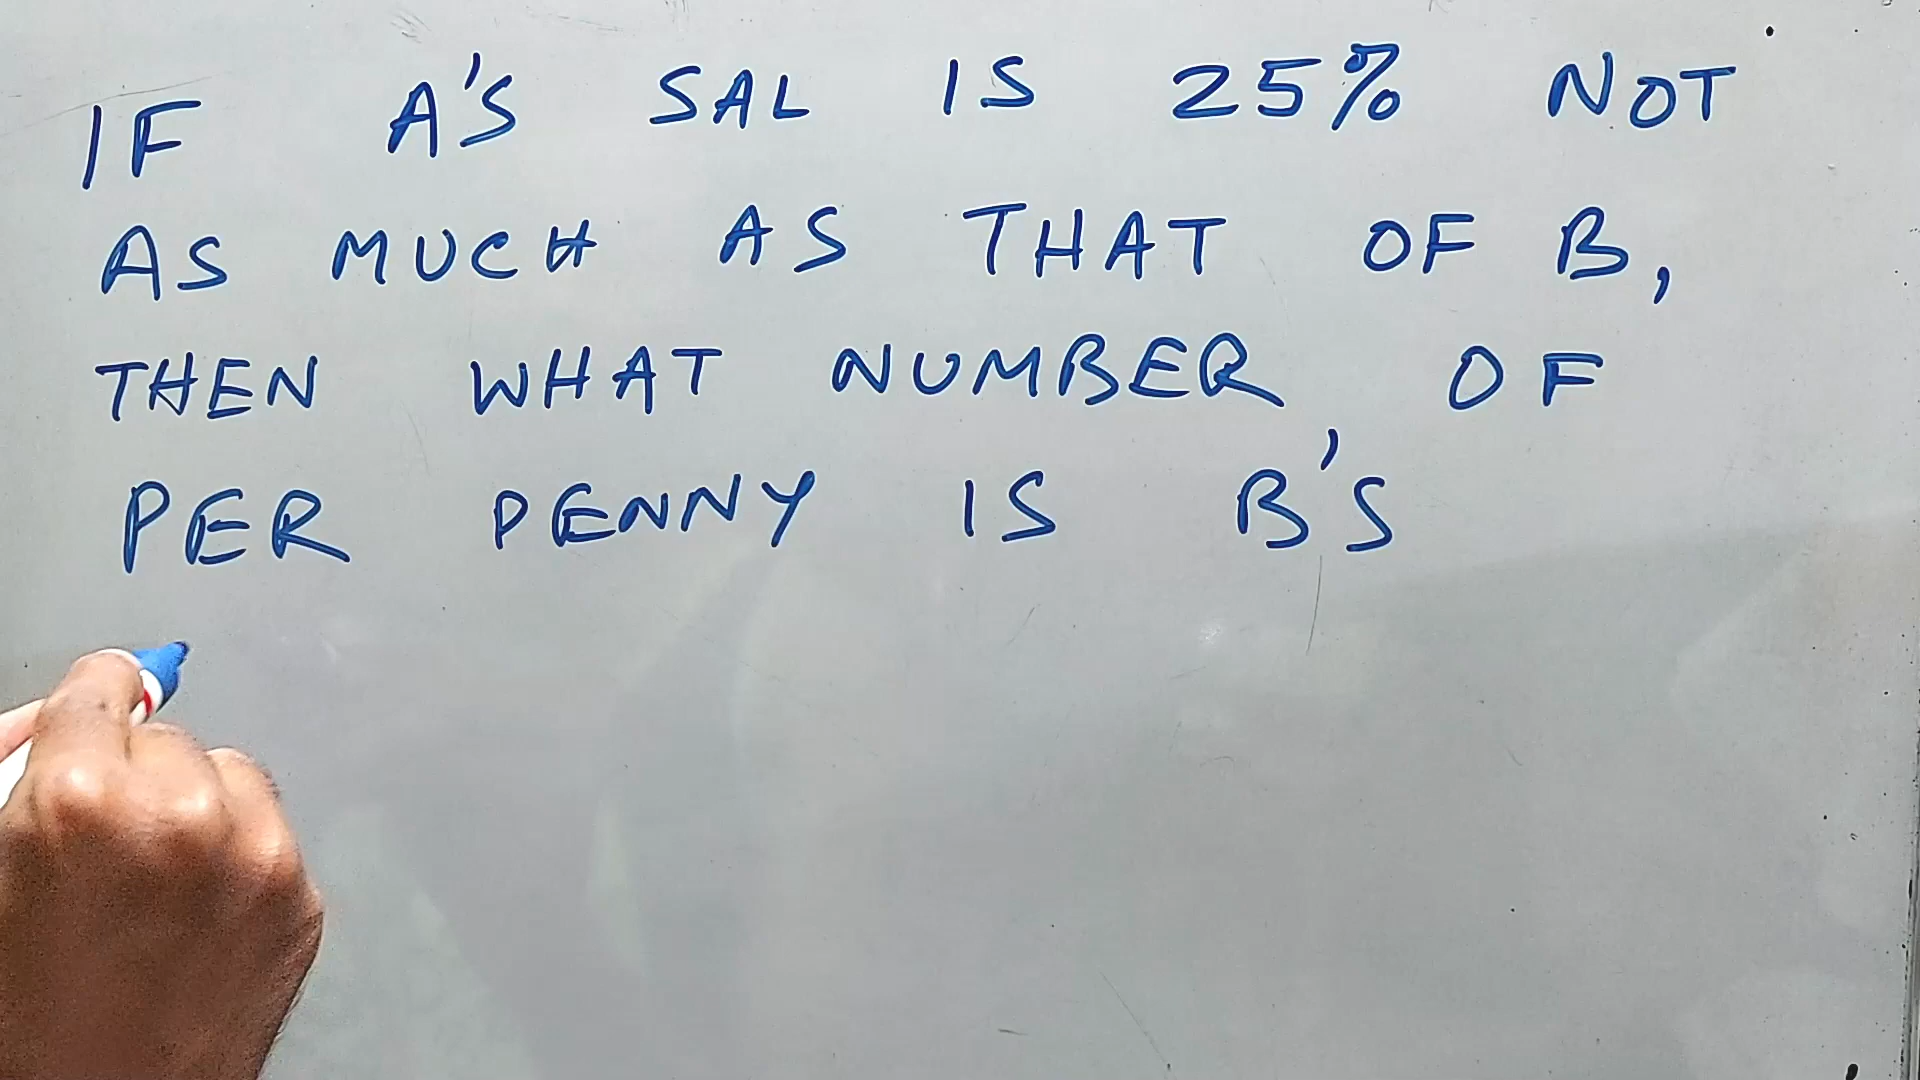 IF A'S SAL IS 25% NOT
AS MUCH AS THAT OF B,
THEN WHAT NUMBER OF
PER PENNY IS B'S